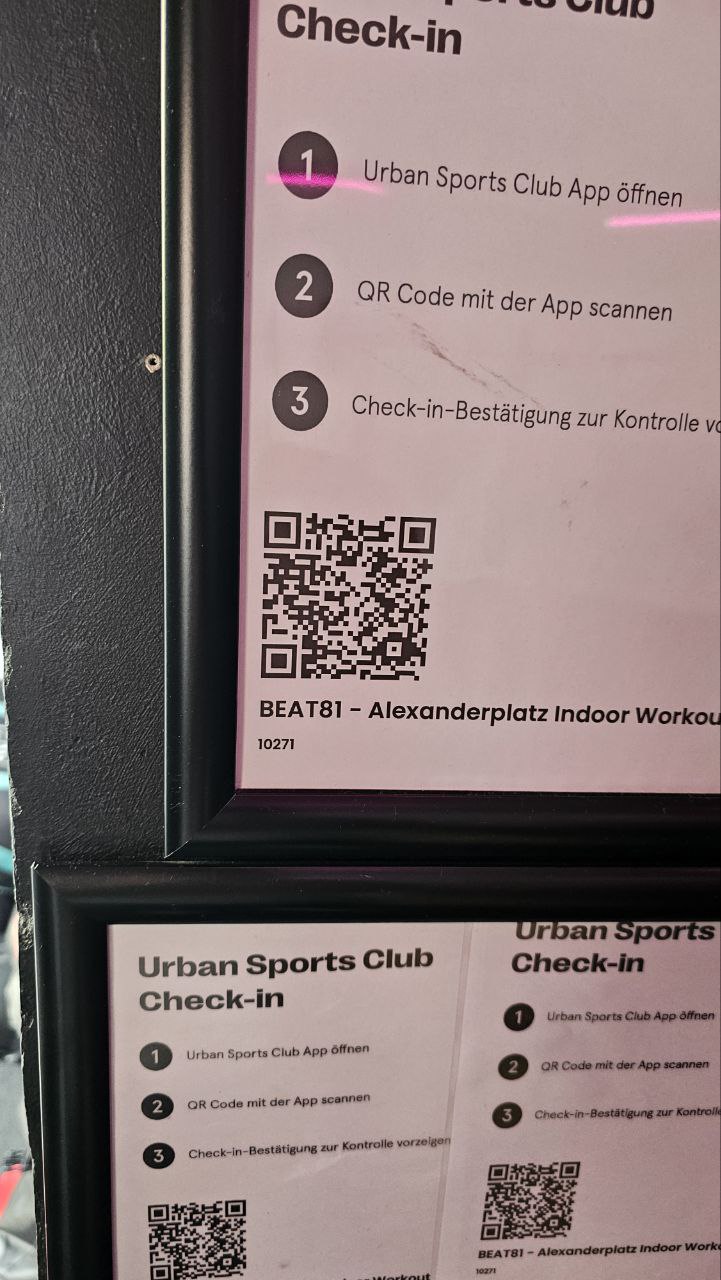 Sports Club
Check-in
1 Urban Sports Club App öffnen
2 QR Code mit der App scannen
3 Check-in-Bestätigung zur Kontrolle
BEAT81 - Alexanderplatz Indoor
10271
Urban Sports Club
Check-in
1 Urban Sports Club App öffnen
2 QR Code mit der App scannen
3 Check-in-Bestätigung zur Kontrolle vorzeigen
Workout
Urban Sports
Check-in
1 Urban Sports Club App öffnen
2 QR Code mit der App scannen
3 Check-in-Bestätigung zur Kontrolle
BEAT81 - Alexanderplatz Indoor
10271